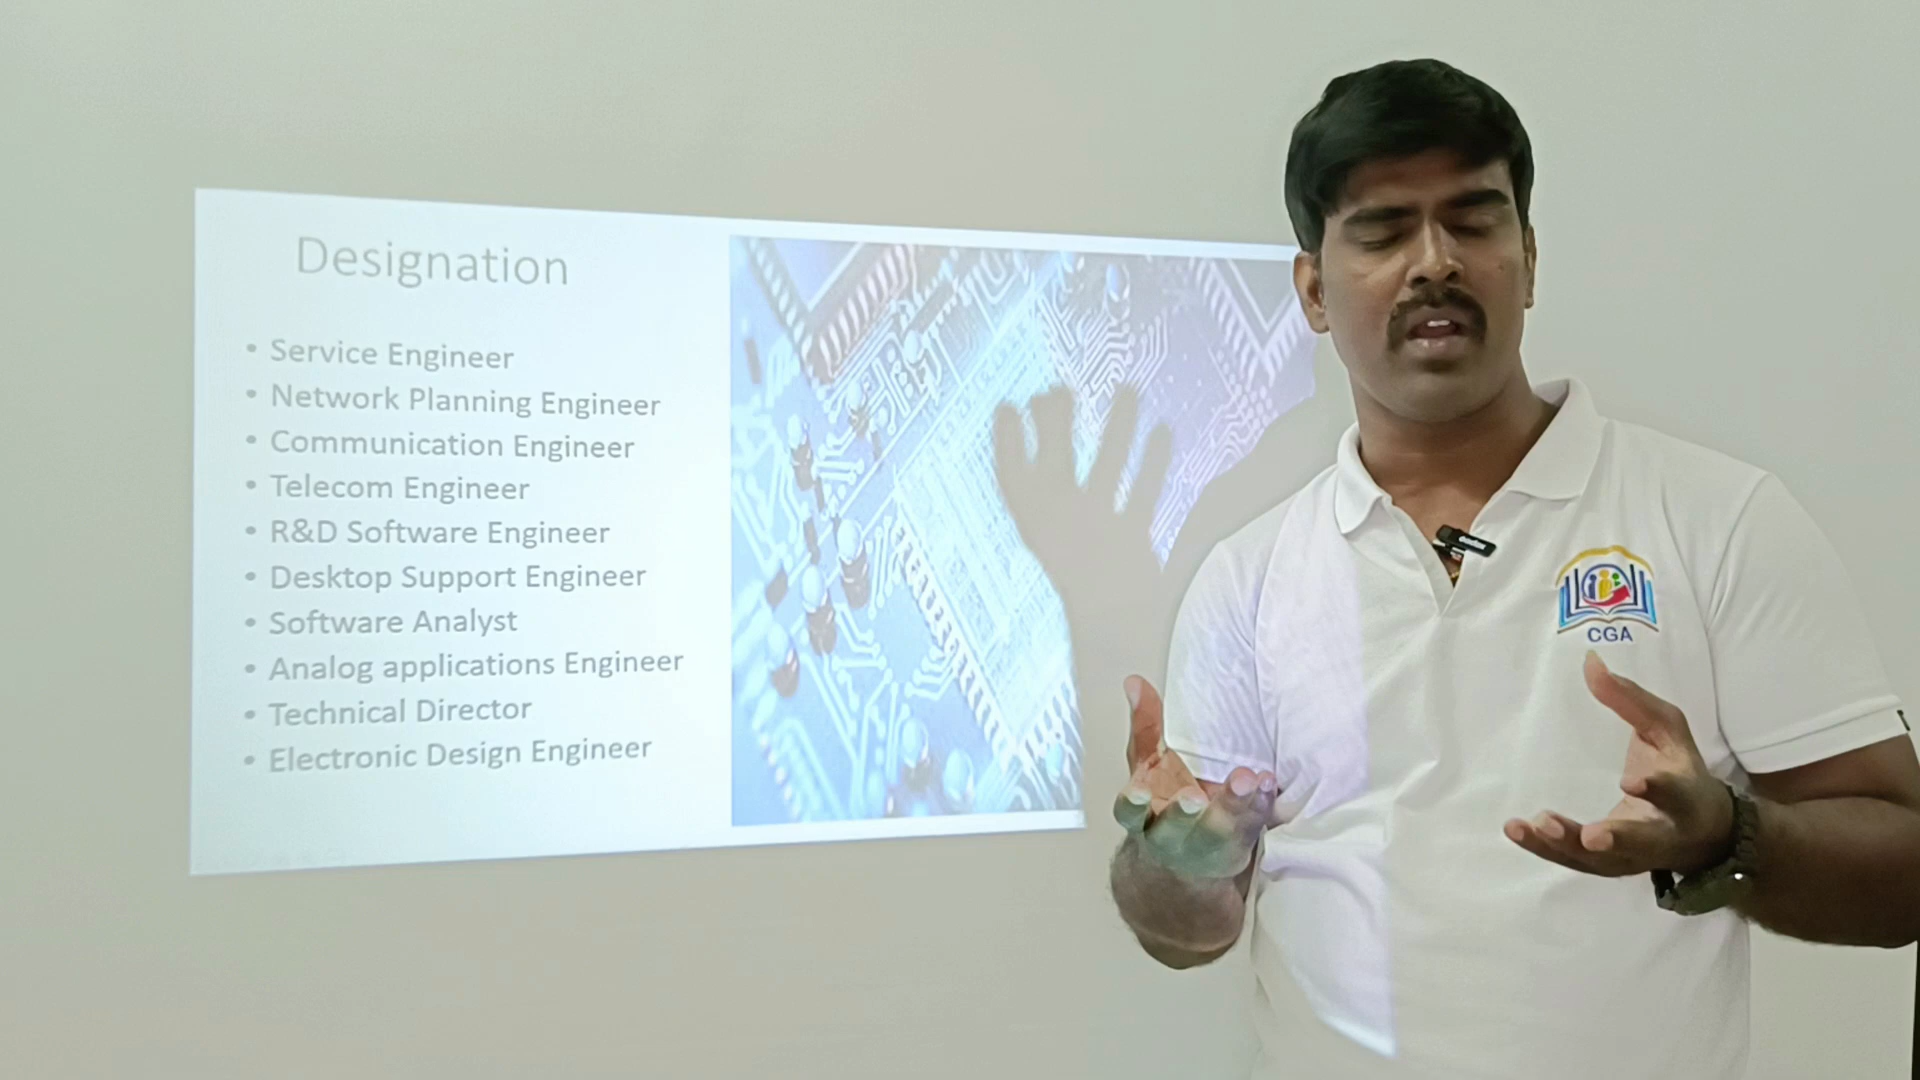 Designation
• Service Engineer
• Network Planning Engineer
• Communication Engineer
• Telecom Engineer
• R&D Software Engineer
• Desktop Support Engineer
• Software Analyst
• Analog applications Engineer
• Technical Director
• Electronic Design Engineer
CGA